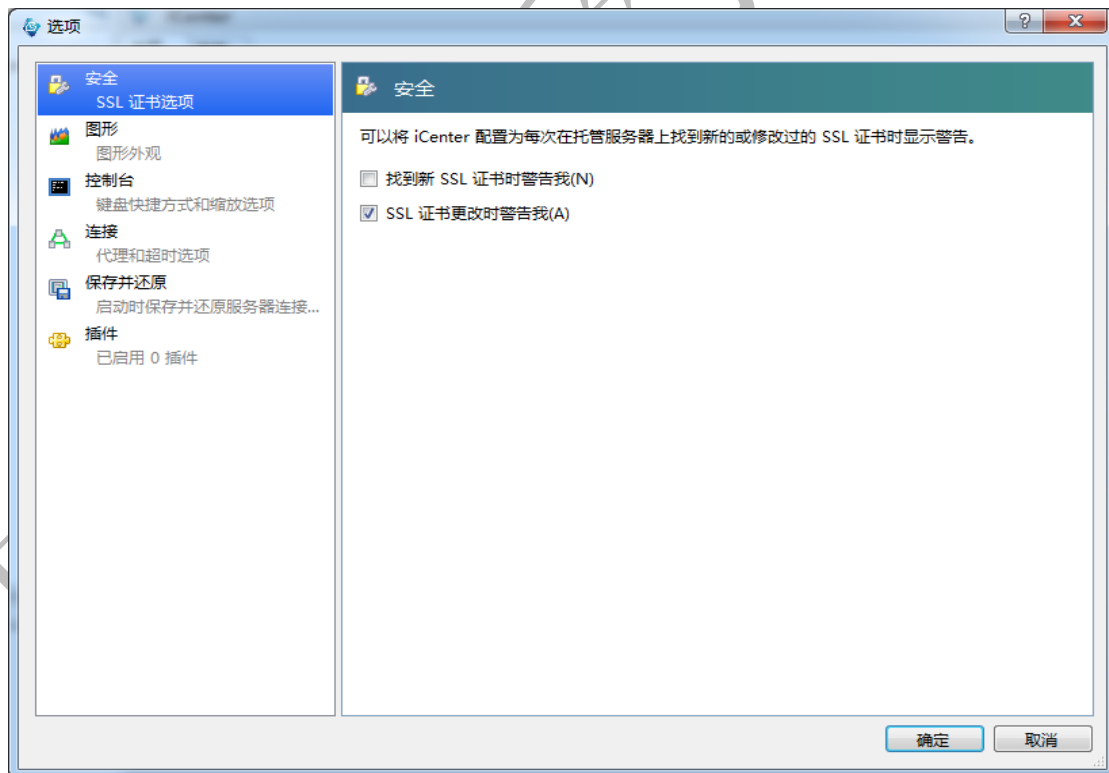 选项
安全
SSL 证书选项
图形
图形外观
控制台
键盘快捷方式和缩放选项
连接
代理和超时选项
保存并还原
启动时保存并还原服务器连接...
插件
已启用 0 插件
安全
可以将 iCenter 配置为每次在托管服务器上找到新的或修改过的 SSL 证书时显示警告。
找到新 SSL 证书时警告我(N)
SSL 证书更改时警告我(A)
确定
取消